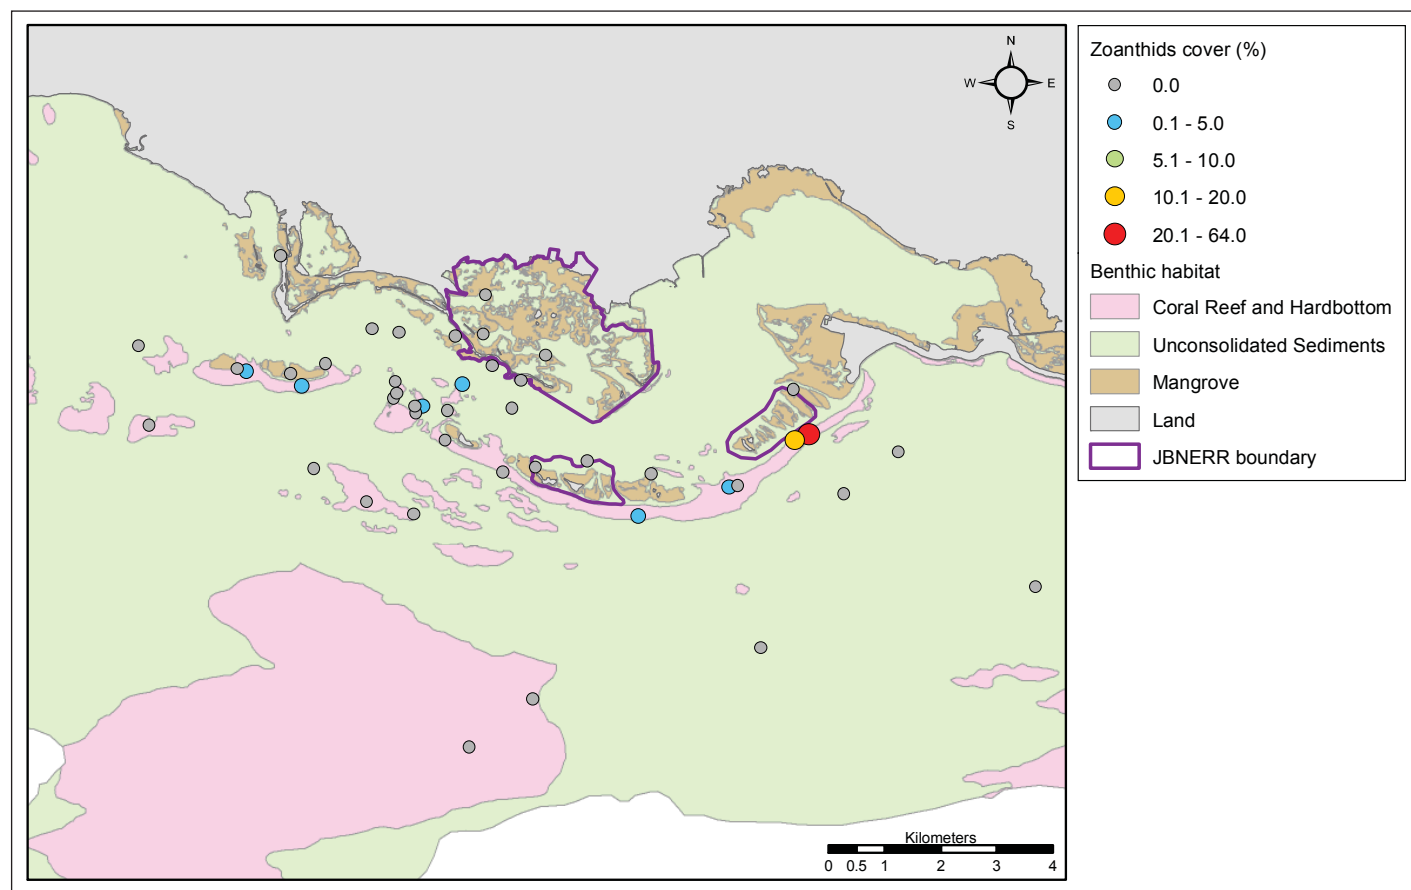 N
W E
S
Kilometers
0 0.5 1 2 3 4
Zoanthids cover (%)
0.0
0.1 - 5.0
5.1 - 10.0
10.1 - 20.0
20.1 - 64.0
Benthic habitat
Coral Reef and Hardbottom
Unconsolidated Sediments
Mangrove
Land
JBNERR boundary